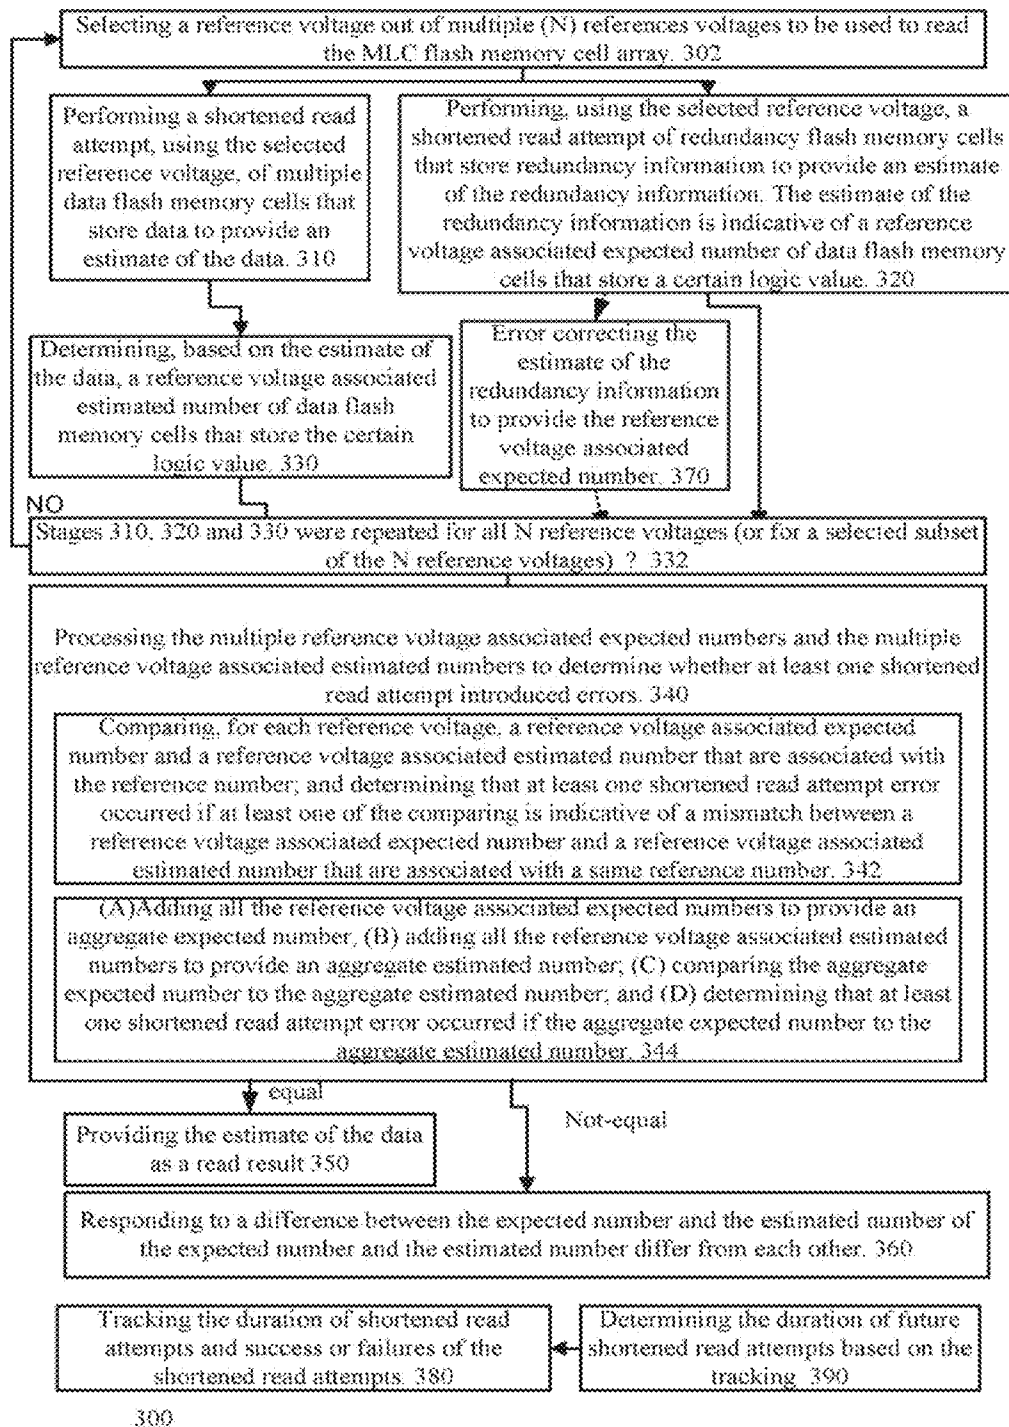 Selecting a reference voltage out of multiple (N) references voltages to be used to read
the MLC flash memory cell array. 302
Performing a shortened read
attempt, using the selected
reference voltage, of multiple
data flash memory cells that
store data to provide an
estimate of the data. 310
Performing, using the selected reference voltage, a
shortened read attempt of redundancy flash memory cells
that store redundancy information to provide an estimate
of the redundancy information. The estimate of the
redundancy information is indicative of a reference
voltage associated expected number of data flash memory
cells that store a certain logic value. 320
Determining, based on the estimate of
the data, a reference voltage associated
estimated number of data flash
memory cells that store the certain
logic value. 330
Error correcting the
estimate of the
redundancy information
to provide the reference
voltage associated
expected number. 370
NO
Stages 310, 320 and 330 were repeated for all N reference voltages (or for a selected subset
of the N reference voltages) ? 332
Processing the multiple reference voltage associated expected numbers and the multiple
reference voltage associated estimated numbers to determine whether at least one shortened
read attempt introduced errors. 340
Comparing, for each reference voltage, a reference voltage associated expected
number and a reference voltage associated estimated number that are associated with
the reference number; and determining that at least one shortened read attempt error
occurred if at least one of the comparing is indicative of a mismatch between a
reference voltage associated expected number and a reference voltage associated
estimated number that are associated with a same reference number. 342
(A)Adding all the reference voltage associated expected numbers to provide an
aggregate expected number, (B) adding all the reference voltage associated estimated
numbers to provide an aggregate estimated number; (C) comparing the aggregate
expected number to the aggregate estimated number; and (D) determining that at least
one shortened read attempt error occurred if the aggregate expected number to the
aggregate estimated number. 344
equal
Not-equal
Providing the estimate of the data
as a read result 350
Responding to a difference between the expected number and the estimated number of
the expected number and the estimated number differ from each other. 360
Tracking the duration of shortened read
attempts and success or failures of the
shortened read attempts. 380
Determining the duration of future
shortened read attempts based on the
tracking 390
300